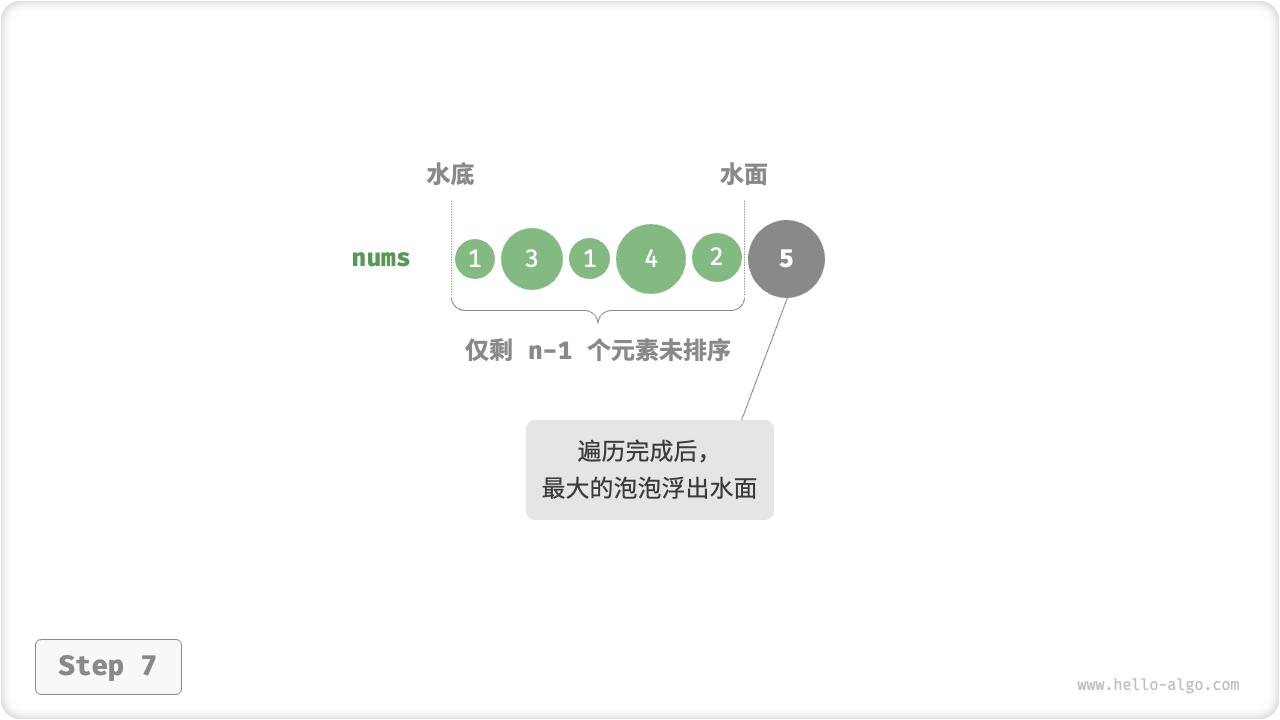 水底 水面
nums 1 3 1 4 2 5
仅剩 n-1 个元素未排序
遍历完成后，
最大的泡泡浮出水面
Step 7
www.hello-algo.com